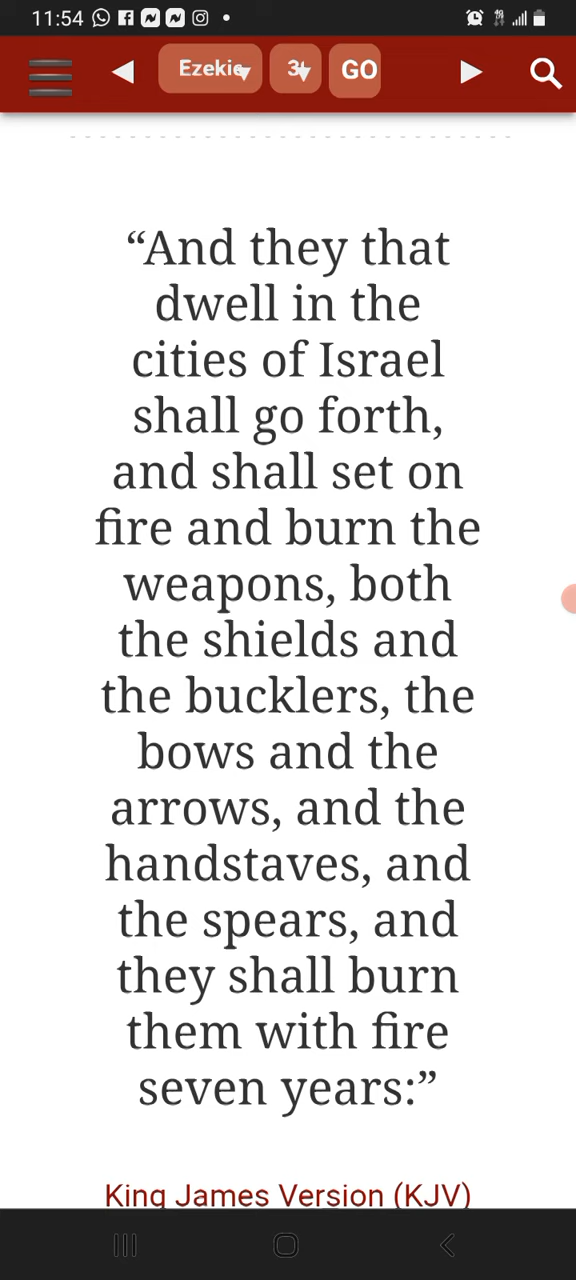 11:54
Ezekie 3 GO
“And they that
dwell in the
cities of Israel
shall go forth,
and shall set on
fire and burn the
weapons, both
the shields and
the bucklers, the
bows and the
arrows, and the
handstaves, and
the spears, and
they shall burn
them with fire
seven years:”
King James Version (KJV)